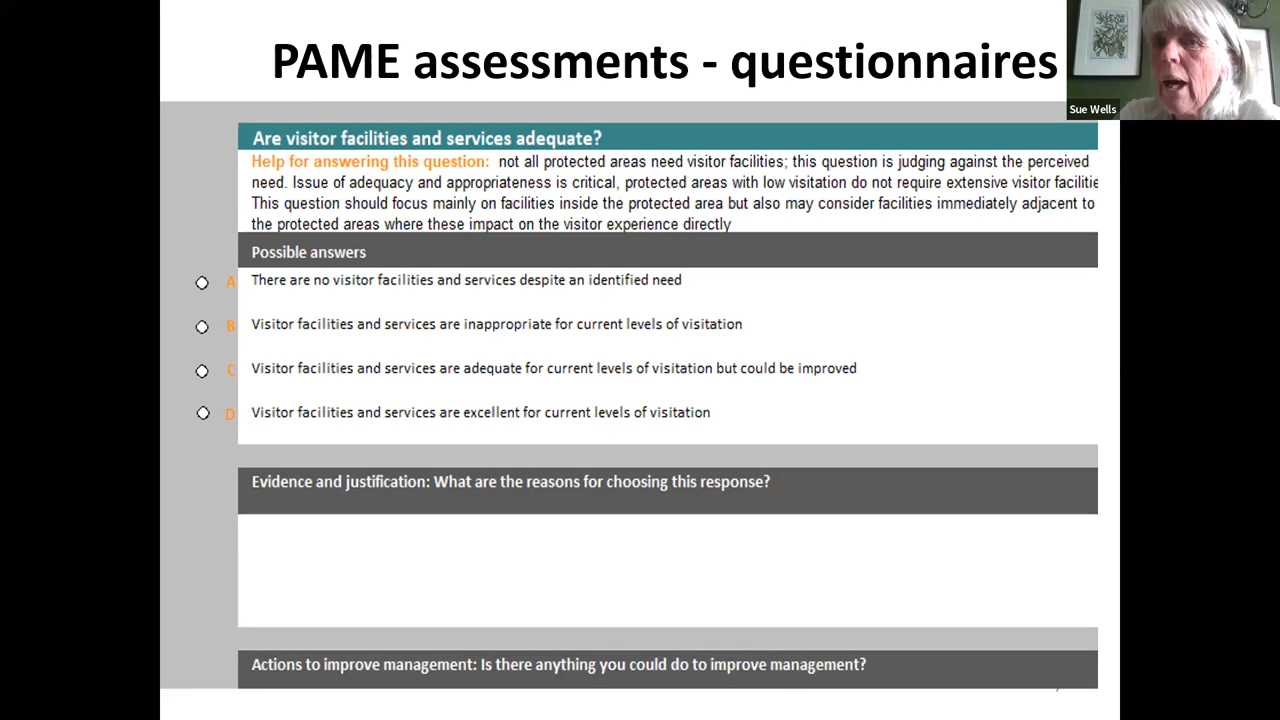 PAME assessments - questionnaires
Sue Wells
Are visitor facilities and services adequate?
Help for answering this question: not all protected areas need visitor facilities; this question is judging against the perceived
need. Issue of adequacy and appropriateness is critical, protected areas with low visitation do not require extensive visitor facilitie
This question should focus mainly on facilities inside the protected area but also may consider facilities immediately adjacent to
the protected areas where these impact on the visitor experience directly
Possible answers
A There are no visitor facilities and services despite an identified need
B Visitor facilities and services are inappropriate for current levels of visitation
C Visitor facilities and services are adequate for current levels of visitation but could be improved
D Visitor facilities and services are excellent for current levels of visitation
Evidence and justification: What are the reasons for choosing this response?
Actions to improve management: Is there anything you could do to improve management?